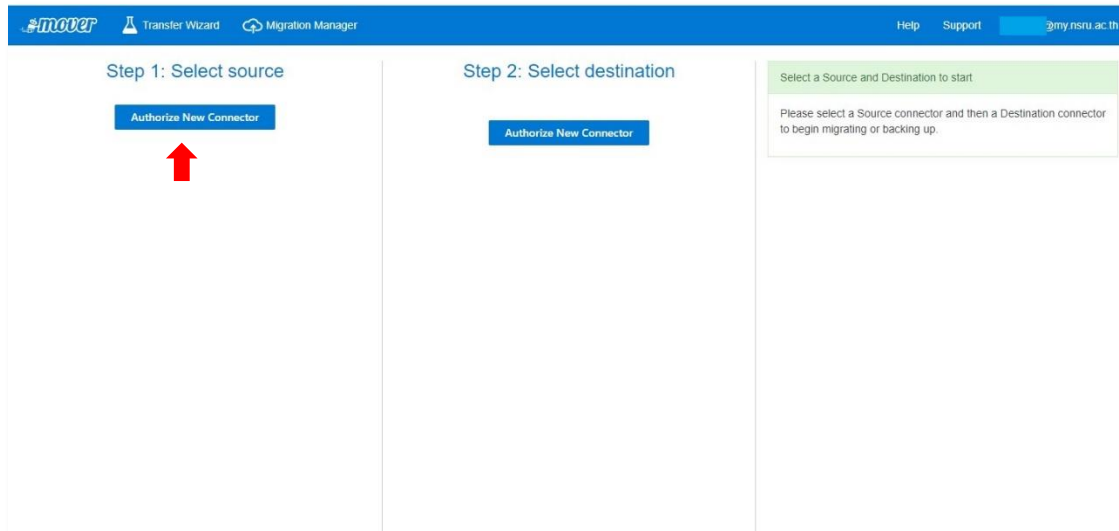 mover Transfer Wizard Migration Manager Help Support @my.nsru.ac.th
Step 1: Select source
Authorize New Connector
Step 2: Select destination
Authorize New Connector
Select a Source and Destination to start
Please select a Source connector and then a Destination connector
to begin migrating or backing up.